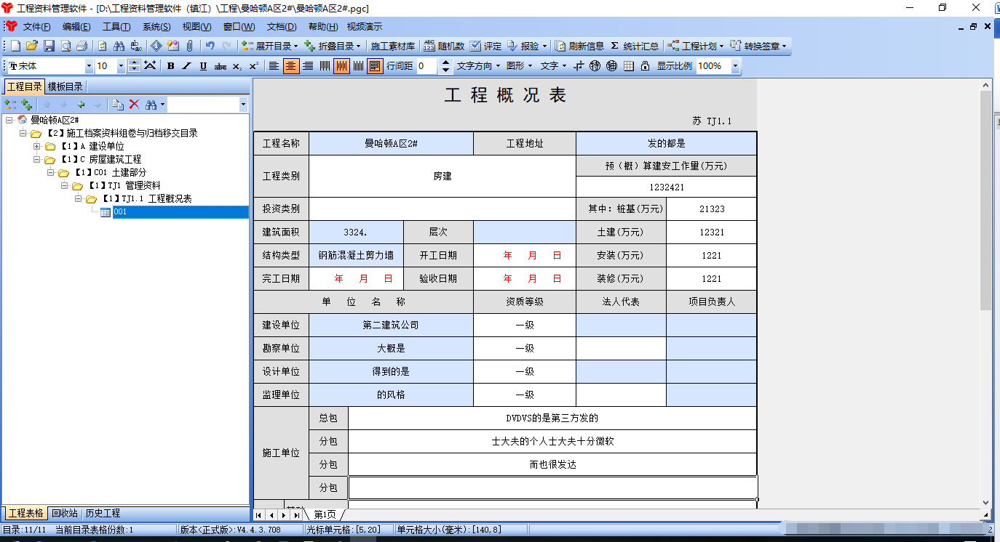 工程资料管理软件 - [D:\工程资料管理软件（镇江）\工程\曼哈顿A区2#\曼哈顿A区2#.pgc]
文件(F) 编辑(E) 工具(T) 系统(S) 视图(V) 窗口(W) 文档(D) 帮助(H) 视频演示
展开目录 折叠目录 施工素材库 随机数 评定 报验 刷新信息 Σ 统计汇总 工程计划 转换签章
宋体 10 B I U abc X₂ X² 行间距 0 文字方向 图形 文字 显示比例 100%
工程目录 模板目录
曼哈顿A区2#
【2】施工档案资料组卷与归档移交目录
【1】A 建设单位
【1】C 房屋建筑工程
【1】C01 土建部分
【1】TJ1 管理资料
【1】TJ1.1 工程概况表
001
工程表格 回收站 历史工程
工 程 概 况 表
苏 TJ1.1
工程名称 曼哈顿A区2# 工程地址 发的都是
工程类别 房建 预（概）算建安工作量(万元)
1232421
投资类别 其中：桩基(万元) 21323
建筑面积 3324. 层次 土建(万元) 12321
结构类型 钢筋混凝土剪力墙 开工日期 年 月 日 安装(万元) 1221
完工日期 年 月 日 验收日期 年 月 日 装修(万元) 1221
单 位 名 称 资质等级 法人代表 项目负责人
建设单位 第二建筑公司 一级
勘察单位 大概是 一级
设计单位 得到的是 一级
监理单位 的风格 一级
施工单位 总包 DVDVS的是第三方发的
分包 士大夫的个人士大夫十分微软
分包 而也很发达
分包
第1页
目录:11/11 当前目录表格份数:1 版本<正式版>:V4.4.3.708 光标单元格:[5,20] 单元格大小(毫米):[140,8]